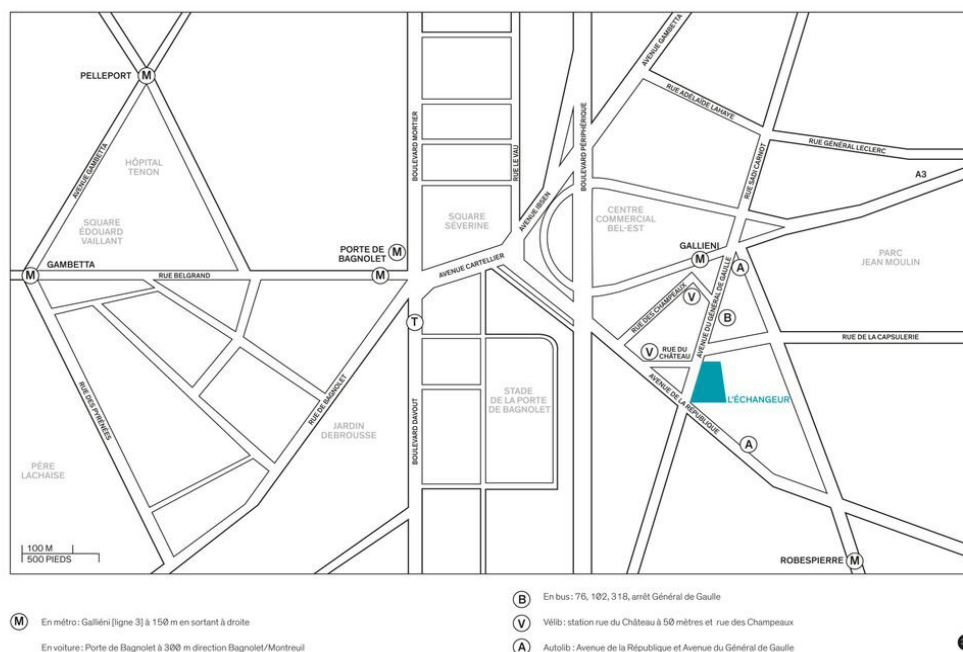 PELLEPORT
M
AVENUE GAMBETTA
HÔPITAL
TENON
SQUARE
ÉDOUARD
VAILLANT
GAMBETTA
M
RUE BELGRAND
PORTE DE
BAGNOLET
M
M
BOULEVARD MORTIER
RUE LE VAU
SQUARE
SÉVERINE
AVENUE CARTELLIER
AVENUE IBSEN
BOULEVARD PÉRIPHÉRIQUE
AVENUE GAMBETTA
RUE ADÉLAÏDE LAHAYE
RUE GÉNÉRAL LECLERC
RUE SADI CARNOT
A3
CENTRE
COMMERCIAL
BEL-EST
GALLIENI
M
A
PARC
JEAN MOULIN
RUE DES CHAMPEAUX
V
AVENUE DU GÉNÉRAL DE GAULLE
B
V
RUE DU
CHÂTEAU
RUE DE LA CAPSULERIE
L'ÉCHANGEUR
AVENUE DE LA RÉPUBLIQUE
A
T
STADE
DE LA PORTE
DE BAGNOLET
BOULEVARD DAVOUT
RUE DE BAGNOLET
JARDIN
DEBROUSSE
RUE DES PYRÉNÉES
PÈRE
LACHAISE
ROBESPIERRE
M
100 M
500 PIEDS
M En métro : Galliéni [ligne 3] à 150 m en sortant à droite
En voiture : Porte de Bagnolet à 300 m direction Bagnolet/Montreuil
B En bus : 76, 102, 318, arrêt Général de Gaulle
V Vélib : station rue du Château à 50 mètres et rue des Champeaux
A Autolib : Avenue de la République et Avenue du Général de Gaulle